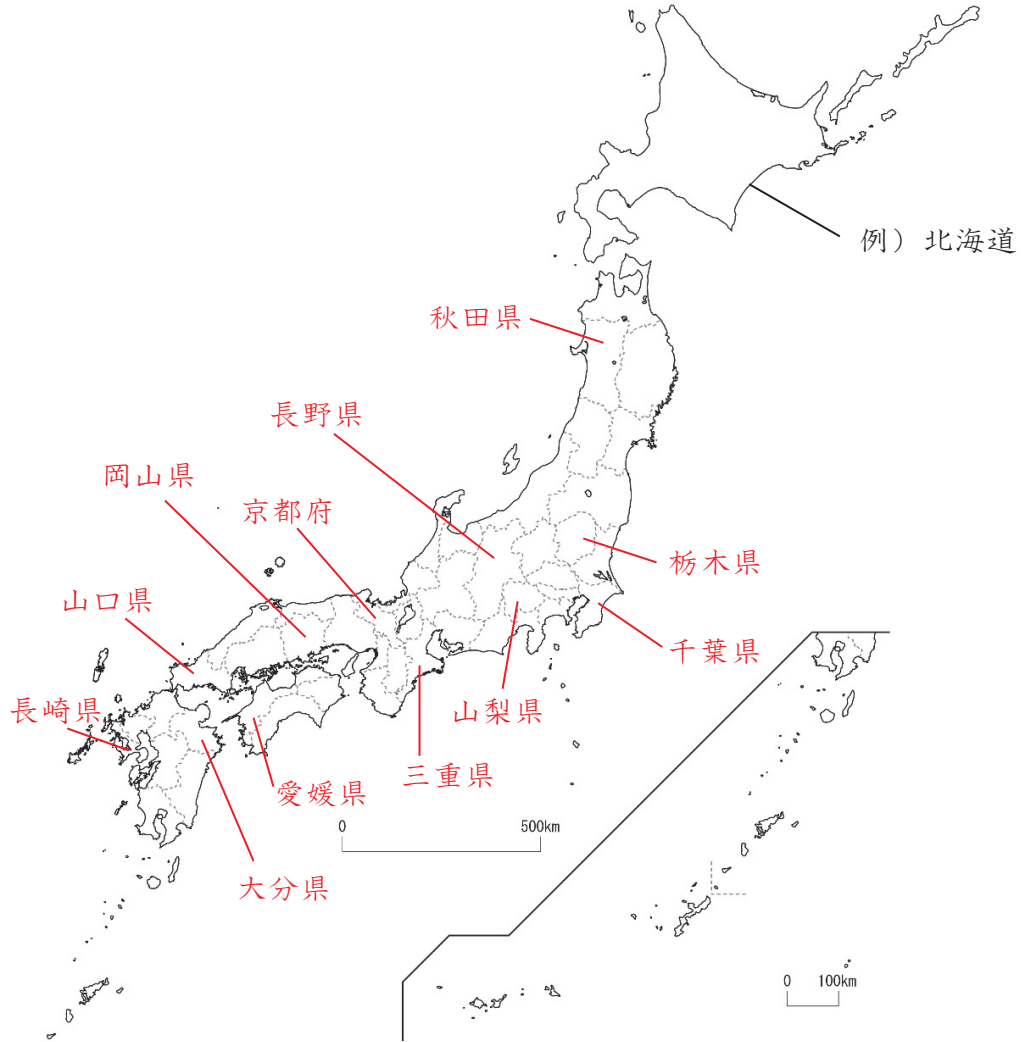 例）北海道
秋田県
長野県
岡山県
京都府
栃木県
山口県
千葉県
長崎県
山梨県
三重県
愛媛県
0 500km
大分県
0 100km